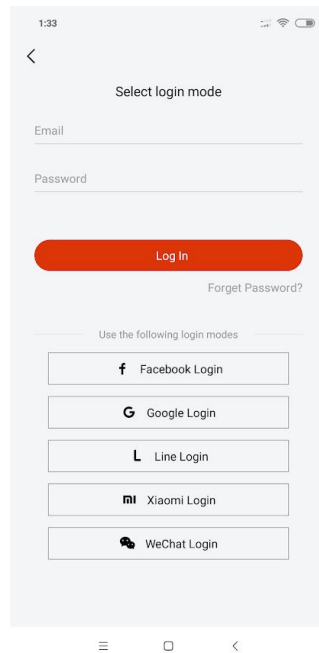 1:33
Select login mode
Email
Password
Log In
Forget Password?
Use the following login modes
f Facebook Login
G Google Login
L Line Login
mi Xiaomi Login
WeChat Login